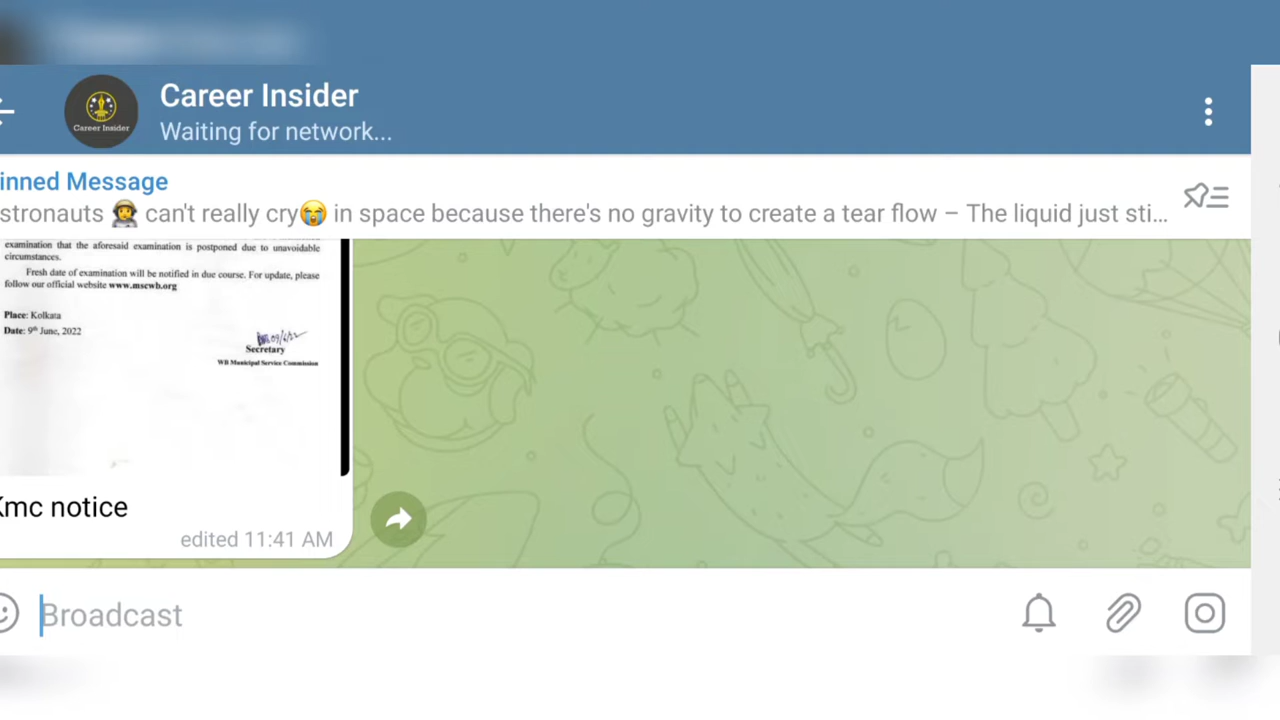 Career Insider
Career Insider
Waiting for network...
inned Message
stronauts 👩‍🚀 can't really cry😭 in space because there's no gravity to create a tear flow – The liquid just sti...
examination that the aforesaid examination is postponed due to unavoidable
circumstances.
Fresh date of examination will be notified in due course. For update, please
follow our official website www.mscwb.org
Place: Kolkata
Date: 9th June, 2022
Secretary
WB Municipal Service Commission
Kmc notice
edited 11:41 AM
Broadcast